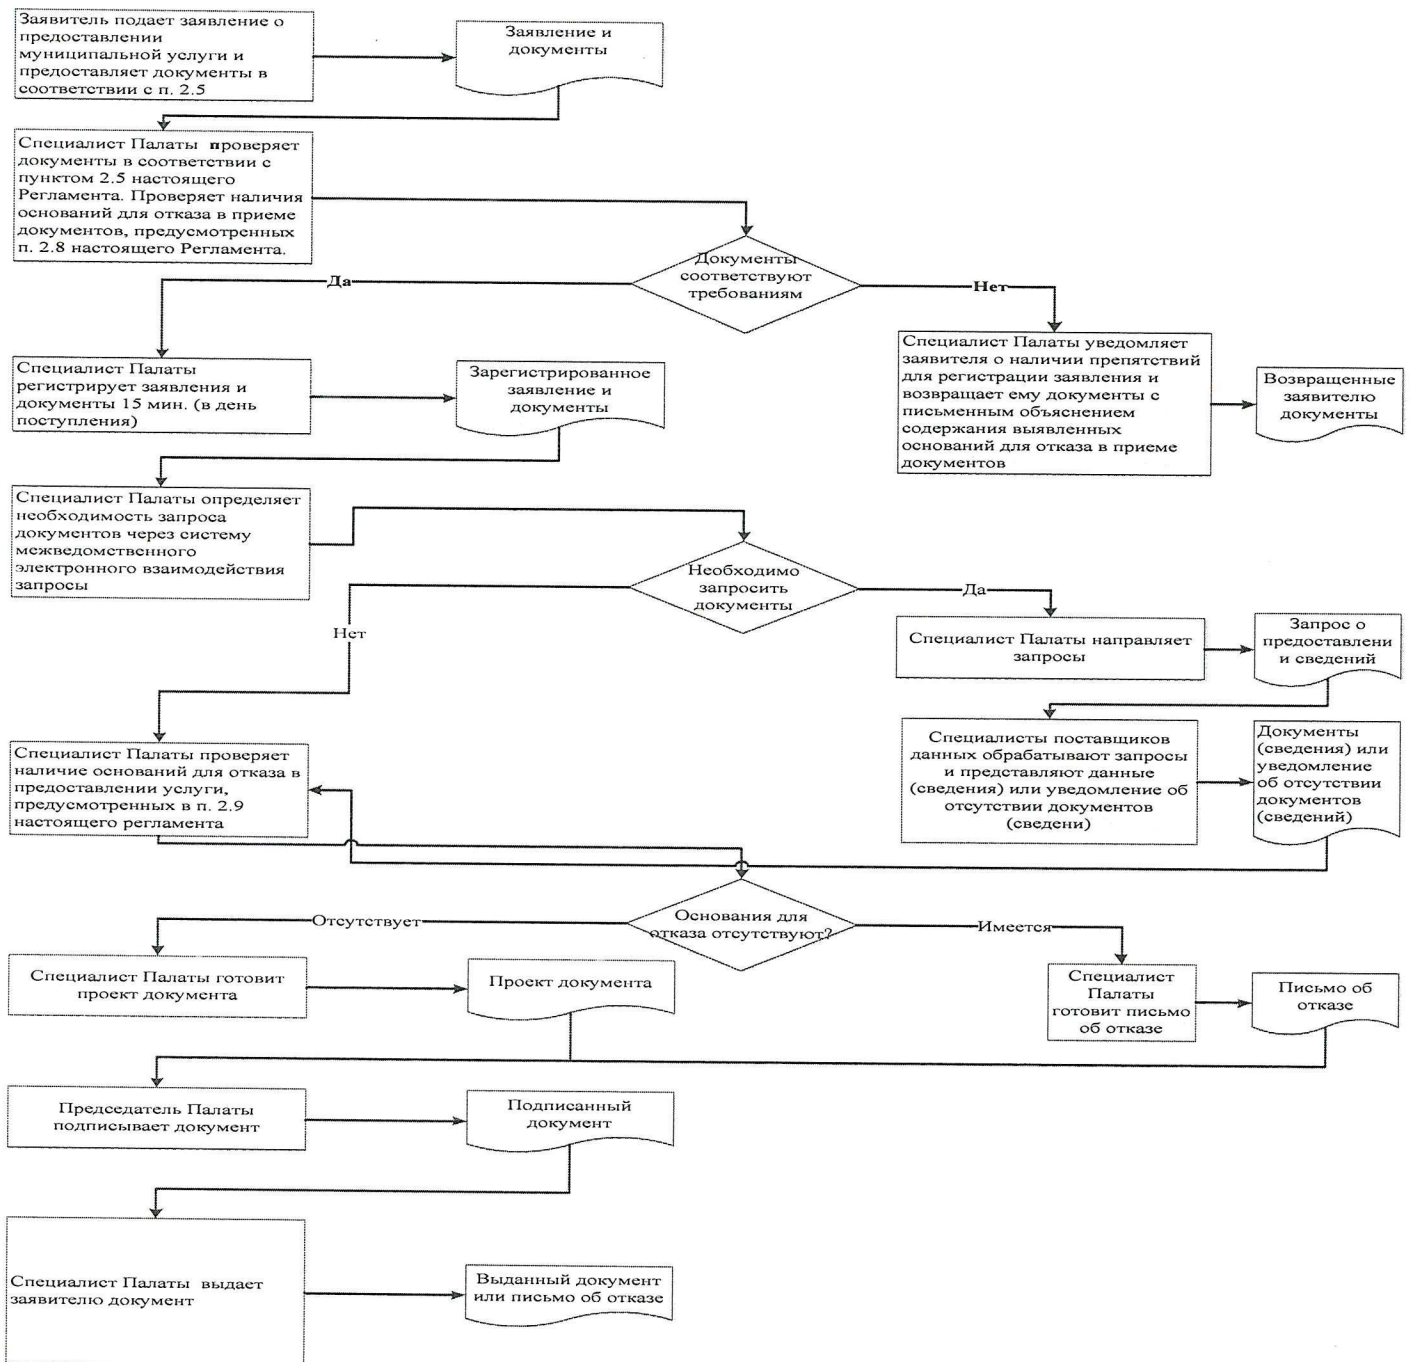 Заявитель подает заявление о
предоставлении
муниципальной услуги и
предоставляет документы в
соответствии с п. 2.5
Заявление и
документы
Специалист Палаты проверяет
документы в соответствии с
пунктом 2.5 настоящего
Регламента. Проверяет наличия
оснований для отказа в приеме
документов, предусмотренных
п. 2.8 настоящего Регламента.
Документы
соответствуют
требованиям
Да
Нет
Специалист Палаты
регистрирует заявления и
документы 15 мин. (в день
поступления)
Зарегистрированное
заявление и
документы
Специалист Палаты уведомляет
заявителя о наличии препятствий
для регистрации заявления и
возвращает ему документы с
письменным объяснением
содержания выявленных
оснований для отказа в приеме
документов
Возвращенные
заявителю
документы
Специалист Палаты определяет
необходимость запроса
документов через систему
межведомственного
электронного взаимодействия
запросы
Необходимо
запросить
документы
Да
Нет
Специалист Палаты направляет
запросы
Запрос о
предоставлени
и сведений
Специалисты поставщиков
данных обрабатывают запросы
и представляют данные
(сведения) или уведомление об
отсутствии документов
(сведени)
Документы
(сведения) или
уведомление
об отсутствии
документов
(сведений)
Специалист Палаты проверяет
наличие оснований для отказа в
предоставлении услуги,
предусмотренных в п. 2.9
настоящего регламента
Основания для
отказа отсутствуют?
Отсутствует
Имеется
Специалист Палаты готовит
проект документа
Проект документа
Специалист
Палаты
готовит письмо
об отказе
Письмо об
отказе
Председатель Палаты
подписывает документ
Подписанный
документ
Специалист Палаты выдает
заявителю документ
Выданный документ
или письмо об отказе